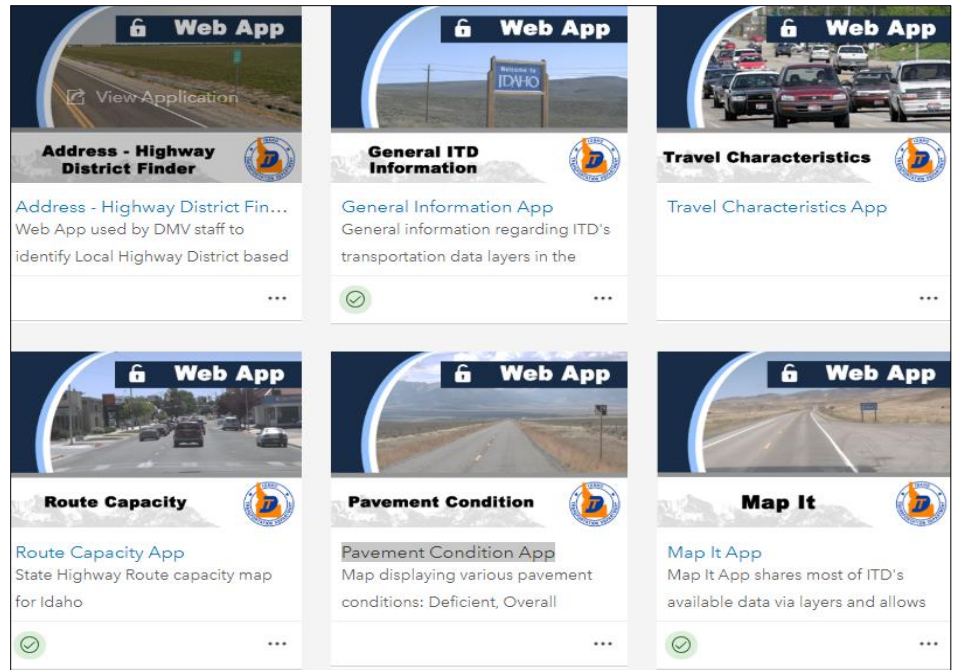 Web App
View Application
Address - Highway
District Finder
Address - Highway District Fin...
Web App used by DMV staff to
identify Local Highway District based
...
Web App
Welcome to
IDAHO
General ITD
Information
General Information App
General information regarding ITD's
transportation data layers in the
...
Web App
Travel Characteristics
Travel Characteristics App
...
Web App
Route Capacity
Route Capacity App
State Highway Route capacity map
for Idaho
...
Web App
Pavement Condition
Pavement Condition App
Map displaying various pavement
conditions: Deficient, Overall
...
Web App
Map It
Map It App
Map It App shares most of ITD's
available data via layers and allows
...